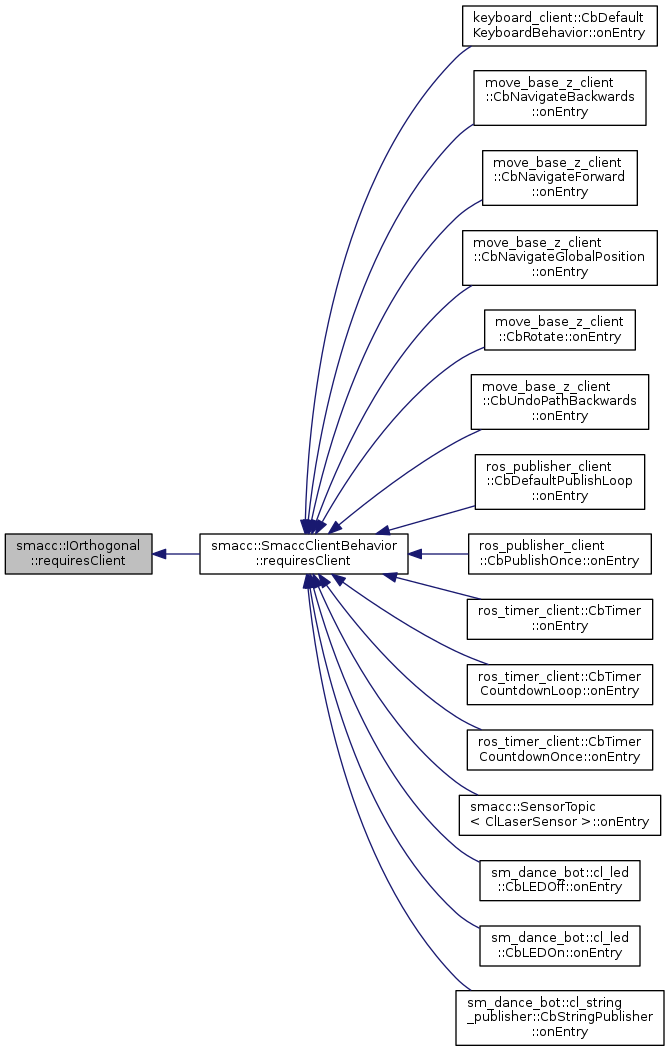 smacc::IOrthogonal
::requiresClient
smacc::SmaccClientBehavior
::requiresClient
keyboard_client::CbDefault
KeyboardBehavior::onEntry
move_base_z_client
::CbNavigateBackwards
::onEntry
move_base_z_client
::CbNavigateForward
::onEntry
move_base_z_client
::CbNavigateGlobalPosition
::onEntry
move_base_z_client
::CbRotate::onEntry
move_base_z_client
::CbUndoPathBackwards
::onEntry
ros_publisher_client
::CbDefaultPublishLoop
::onEntry
ros_publisher_client
::CbPublishOnce::onEntry
ros_timer_client::CbTimer
::onEntry
ros_timer_client::CbTimer
CountdownLoop::onEntry
ros_timer_client::CbTimer
CountdownOnce::onEntry
smacc::SensorTopic
< ClLaserSensor >::onEntry
sm_dance_bot::cl_led
::CbLEDOff::onEntry
sm_dance_bot::cl_led
::CbLEDOn::onEntry
sm_dance_bot::cl_string
_publisher::CbStringPublisher
::onEntry